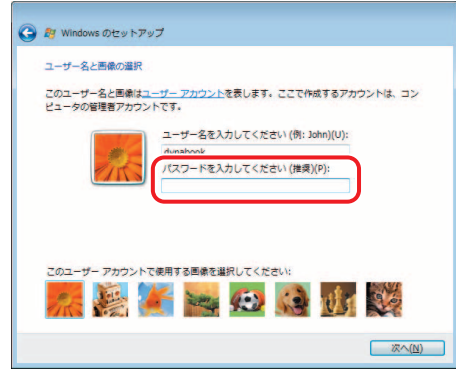 Windows のセットアップ
ユーザー名と画像の選択
このユーザー名と画像はユーザー アカウントを表します。ここで作成するアカウントは、コン
ピュータの管理者アカウントです。
ユーザー名を入力してください (例: John)(U):
dynabook
パスワードを入力してください (推奨)(P):
このユーザー アカウントで使用する画像を選択してください:
次へ(N)